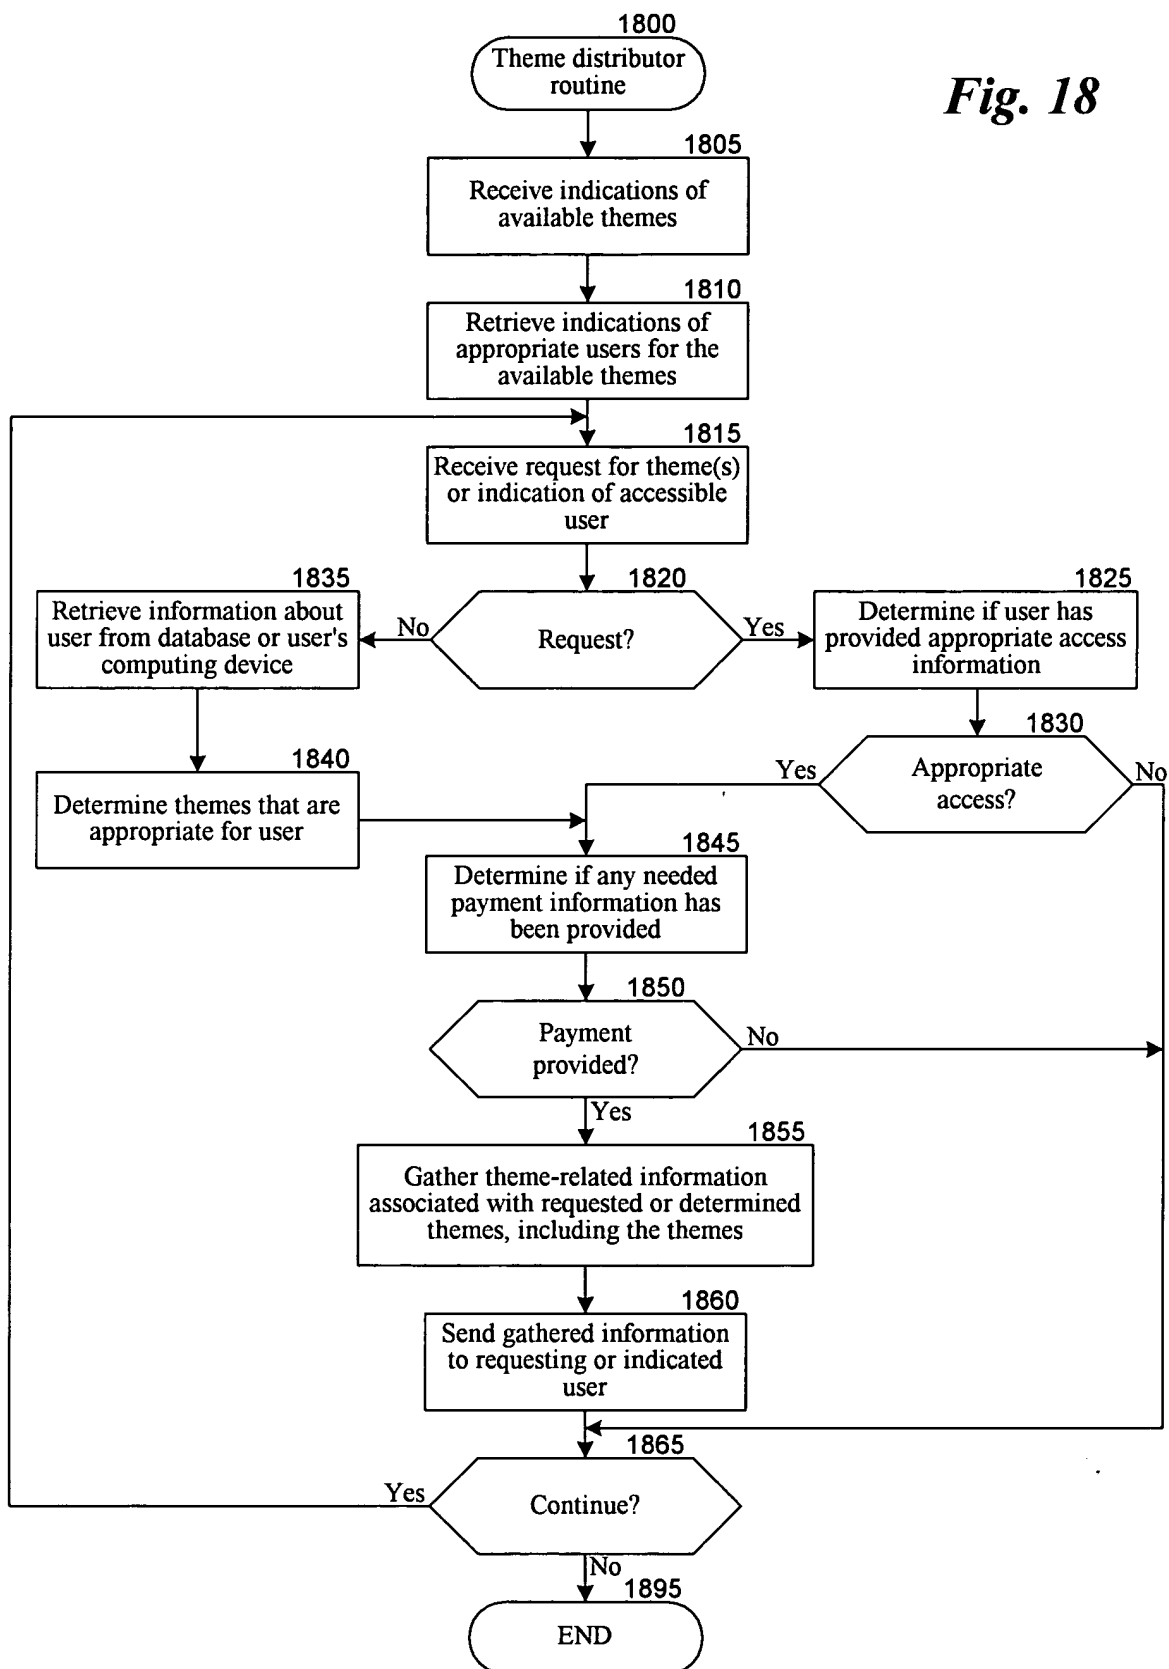 1800
Theme distributor
routine
Fig. 18
1805
Receive indications of
available themes
1810
Retrieve indications of
appropriate users for the
available themes
1815
Receive request for theme(s)
or indication of accessible
user
1820
Request?
No
Yes
1835
Retrieve information about
user from database or user's
computing device
1825
Determine if user has
provided appropriate access
information
1830
Appropriate
access?
Yes
No
1840
Determine themes that are
appropriate for user
1845
Determine if any needed
payment information has
been provided
1850
Payment
provided?
No
Yes
1855
Gather theme-related information
associated with requested or determined
themes, including the themes
1860
Send gathered information
to requesting or indicated
user
1865
Continue?
Yes
No
1895
END